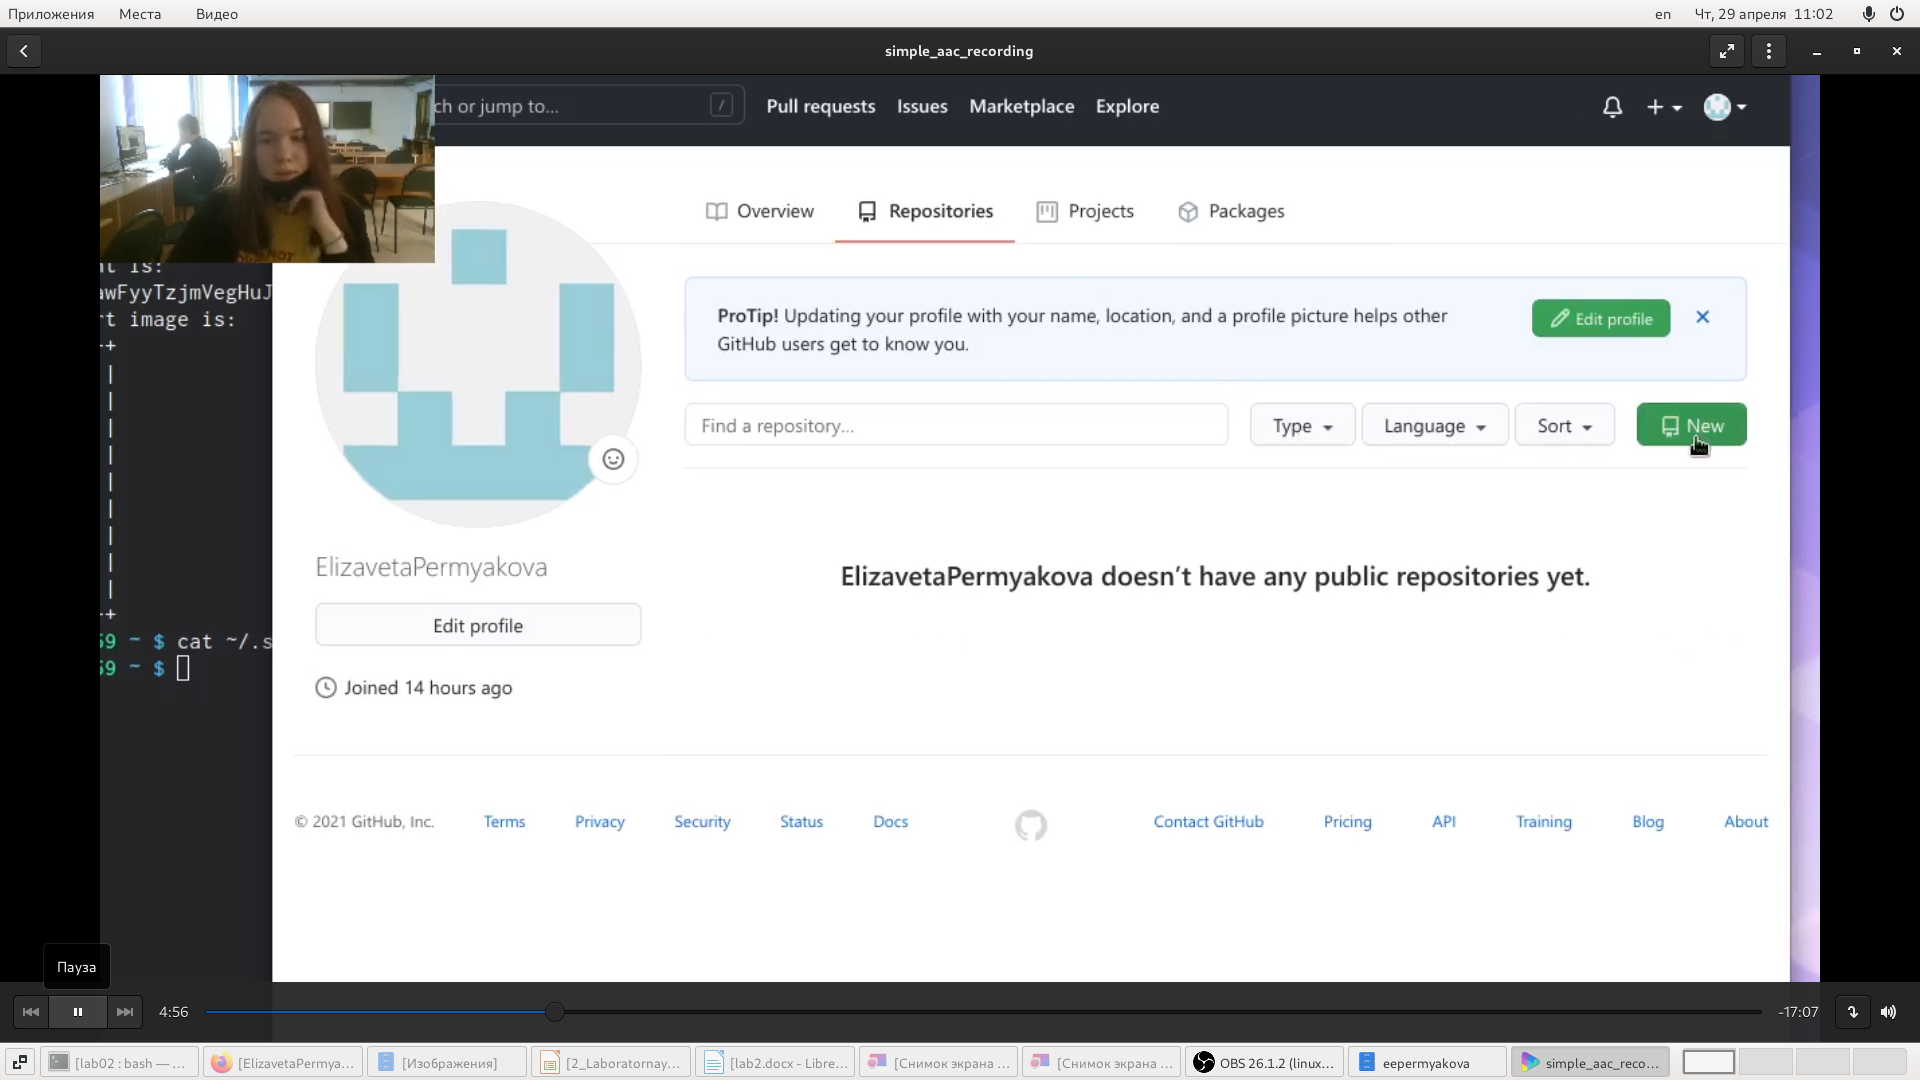 Приложения Места Видео
en Чт, 29 апреля 11:02
simple_aac_recording
ch or jump to... /
Pull requests Issues Marketplace Explore
Overview Repositories Projects Packages
nt is:
awFyyTzjmVegHuJ
rt image is:
-+
|
|
|
|
|
|
|
|
|
-+
59 ~ $ cat ~/.s
59 ~ $
ProTip! Updating your profile with your name, location, and a profile picture helps other
GitHub users get to know you.
Edit profile
Find a repository...
Type Language Sort New
ElizavetaPermyakova
Edit profile
Joined 14 hours ago
ElizavetaPermyakova doesn't have any public repositories yet.
© 2021 GitHub, Inc. Terms Privacy Security Status Docs Contact GitHub Pricing API Training Blog About
Пауза
4:56 -17:07
[lab02 : bash — ... [ElizavetaPermya... [Изображения] [2_Laboratornay... [lab2.docx - Libre... [Снимок экрана ... [Снимок экрана ... OBS 26.1.2 (linux... eepermyakova simple_aac_reco...